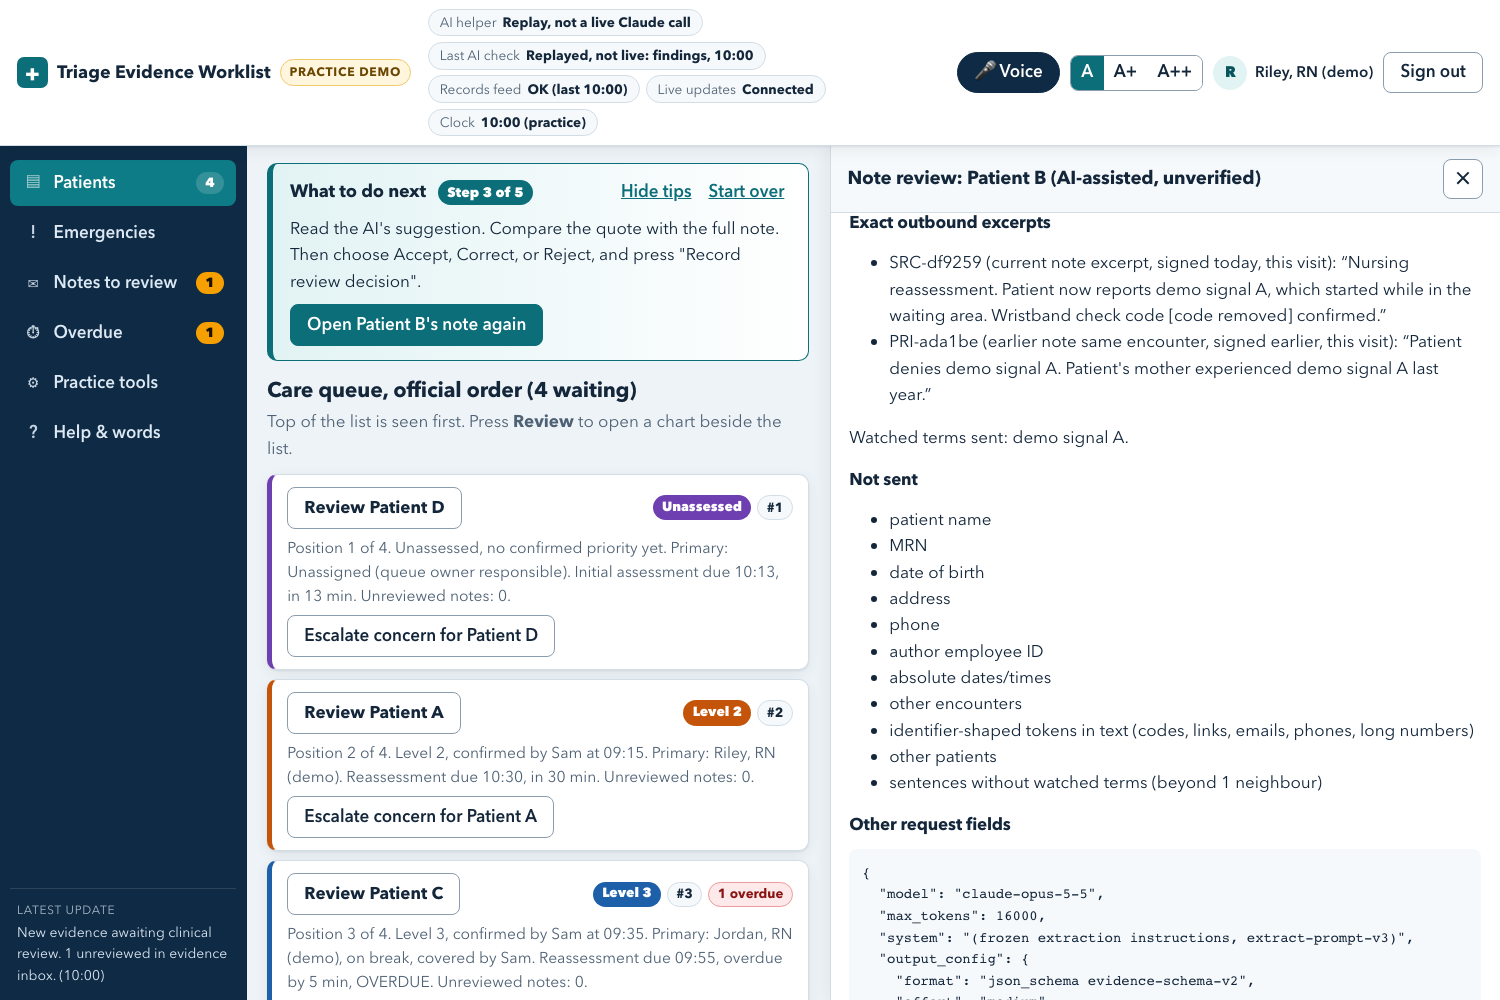 Triage Evidence Worklist
PRACTICE DEMO
AI helper Replay, not a live Claude call
Last AI check Replayed, not live: findings, 10:00
Records feed OK (last 10:00)
Live updates Connected
Clock 10:00 (practice)
Voice
A
A+
A++
R
Riley, RN (demo)
Sign out
Patients
4
! Emergencies
Notes to review
1
Overdue
1
Practice tools
? Help & words
LATEST UPDATE
New evidence awaiting clinical
review. 1 unreviewed in evidence
inbox. (10:00)
What to do next
Step 3 of 5
Hide tips
Start over
Read the AI's suggestion. Compare the quote with the full note.
Then choose Accept, Correct, or Reject, and press "Record
review decision".
Open Patient B's note again
Care queue, official order (4 waiting)
Top of the list is seen first. Press Review to open a chart beside the
list.
Review Patient D
Unassessed
#1
Position 1 of 4. Unassessed, no confirmed priority yet. Primary:
Unassigned (queue owner responsible). Initial assessment due 10:13,
in 13 min. Unreviewed notes: 0.
Escalate concern for Patient D
Review Patient A
Level 2
#2
Position 2 of 4. Level 2, confirmed by Sam at 09:15. Primary: Riley, RN
(demo). Reassessment due 10:30, in 30 min. Unreviewed notes: 0.
Escalate concern for Patient A
Review Patient C
Level 3
#3
1 overdue
Position 3 of 4. Level 3, confirmed by Sam at 09:35. Primary: Jordan, RN
(demo), on break, covered by Sam. Reassessment due 09:55, overdue
by 5 min, OVERDUE. Unreviewed notes: 0.
Note review: Patient B (AI-assisted, unverified)
Exact outbound excerpts
SRC-df9259 (current note excerpt, signed today, this visit): “Nursing
reassessment. Patient now reports demo signal A, which started while in the
waiting area. Wristband check code [code removed] confirmed.”
PRI-ada1be (earlier note same encounter, signed earlier, this visit): “Patient
denies demo signal A. Patient's mother experienced demo signal A last
year.”
Watched terms sent: demo signal A.
Not sent
patient name
MRN
date of birth
address
phone
author employee ID
absolute dates/times
other encounters
identifier-shaped tokens in text (codes, links, emails, phones, long numbers)
other patients
sentences without watched terms (beyond 1 neighbour)
Other request fields
{
"model": "claude-opus-5-5",
"max_tokens": 16000,
"system": "(frozen extraction instructions, extract-prompt-v3)",
"output_config": {
"format": "json_schema evidence-schema-v2",